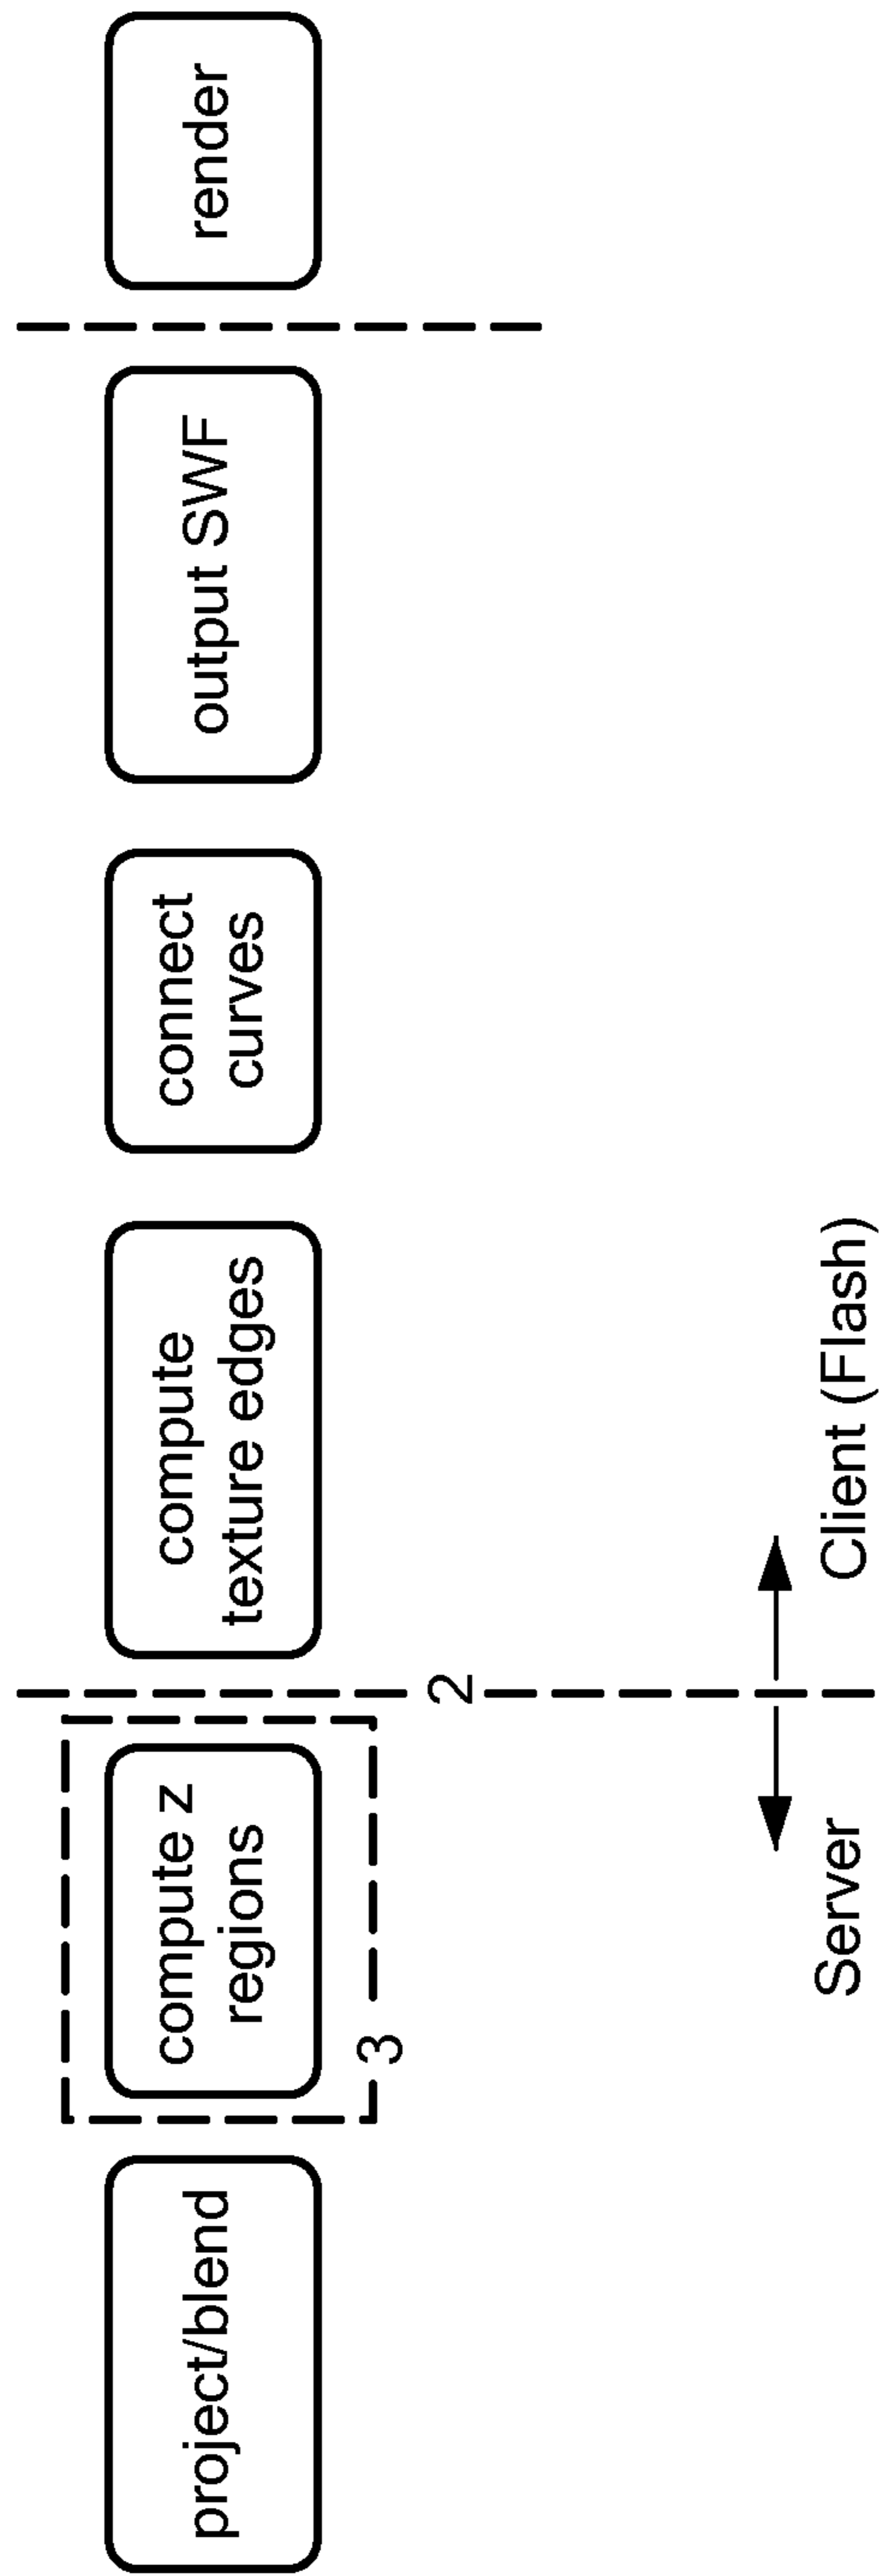 project/blend
compute z
regions
3
2
compute
texture edges
connect
curves
output SWF
render
Server
Client (Flash)